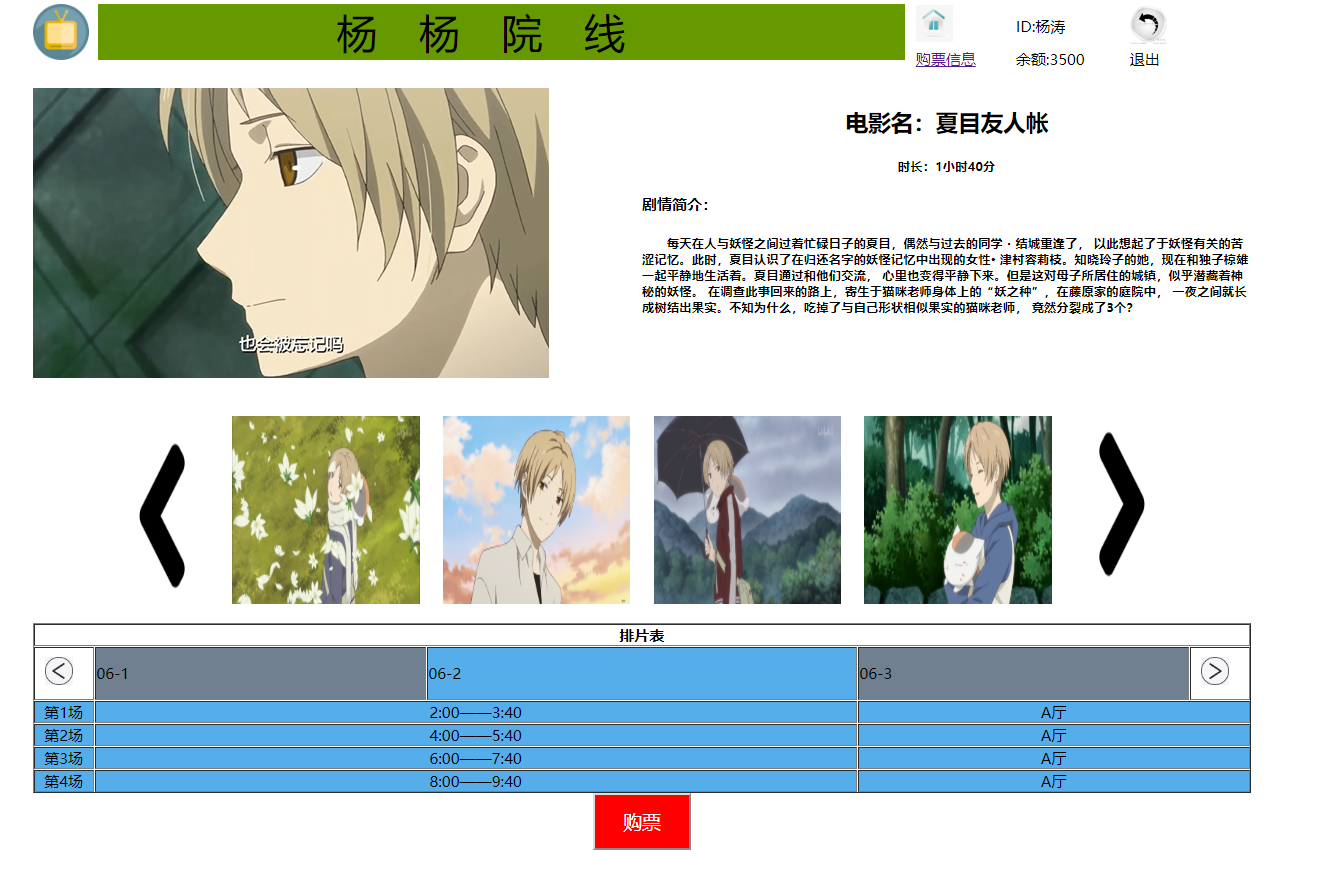 杨 杨 院 线
购票信息
ID:杨涛
余额:3500
退出
电影名：夏目友人帐
时长：1小时40分
剧情简介：
每天在人与妖怪之间过着忙碌日子的夏目，偶然与过去的同学·结城重逢了， 以此想起了于妖怪有关的苦
涩记忆。此时，夏目认识了在归还名字的妖怪记忆中出现的女性• 津村容莉枝。知晓玲子的她，现在和独子椋雄
一起平静地生活着。夏目通过和他们交流， 心里也变得平静下来。但是这对母子所居住的城镇，似乎潜藏着神
秘的妖怪。 在调查此事回来的路上，寄生于猫咪老师身体上的“妖之种”，在藤原家的庭院中， 一夜之间就长
成树结出果实。不知为什么，吃掉了与自己形状相似果实的猫咪老师， 竟然分裂成了3个？
也会被忘记吗
排片表
06-1 06-2 06-3
第1场 2:00——3:40 A厅
第2场 4:00——5:40 A厅
第3场 6:00——7:40 A厅
第4场 8:00——9:40 A厅
购票